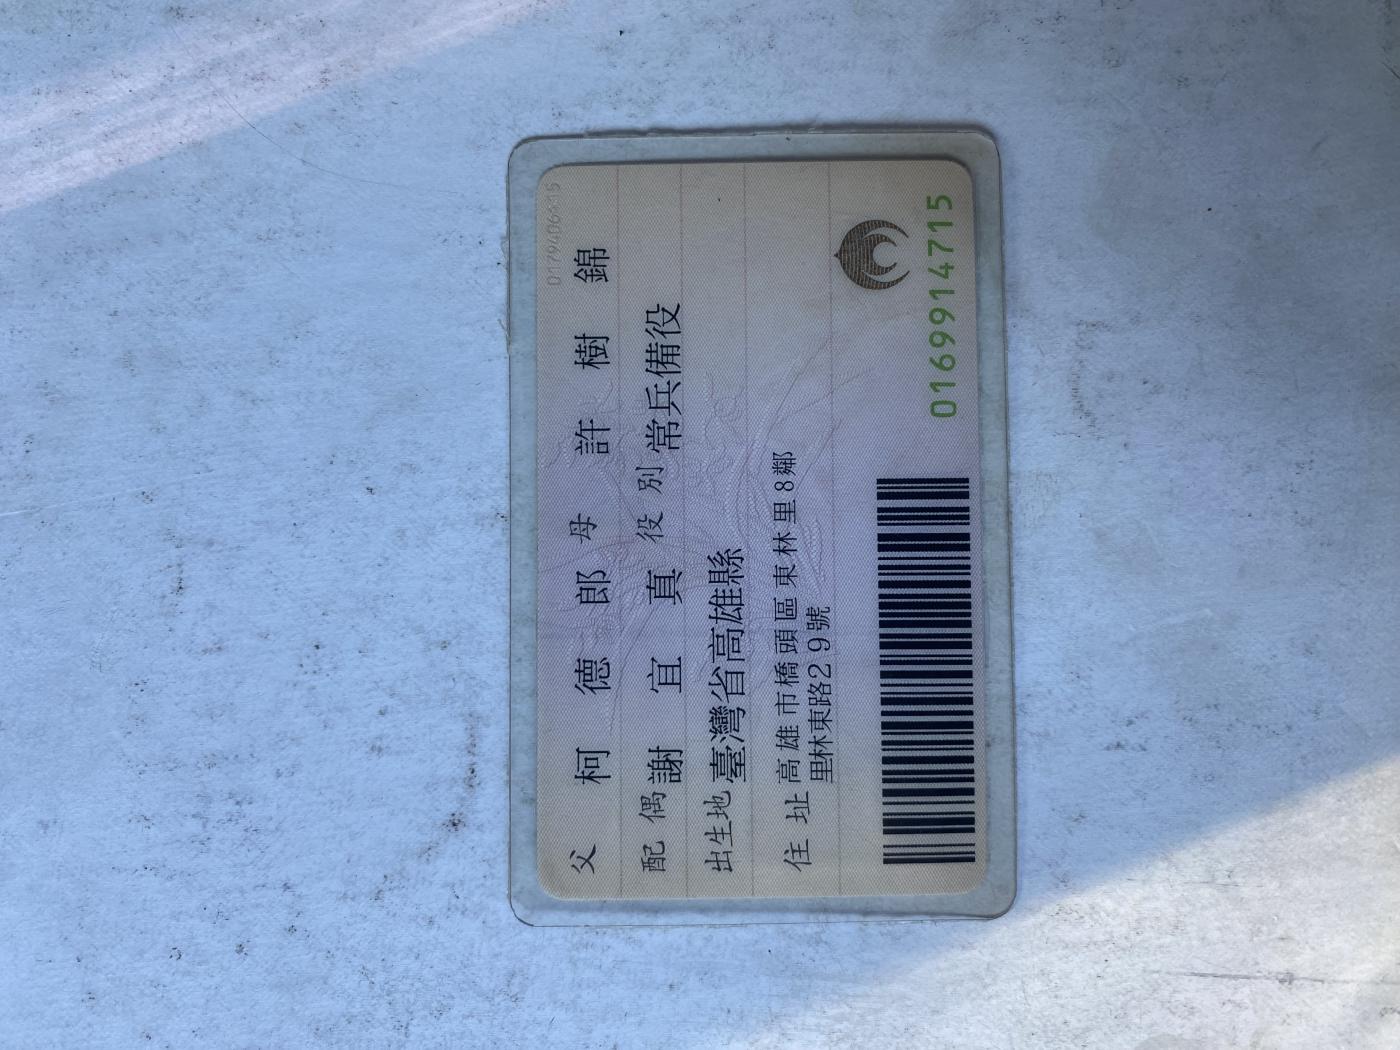 父 柯德郎 母 許樹錦
配偶 謝宜真 役別 常兵備役
出生地 臺灣省高雄縣
住址 高雄市橋頭區東林里8鄰
里林東路29號
0169914715